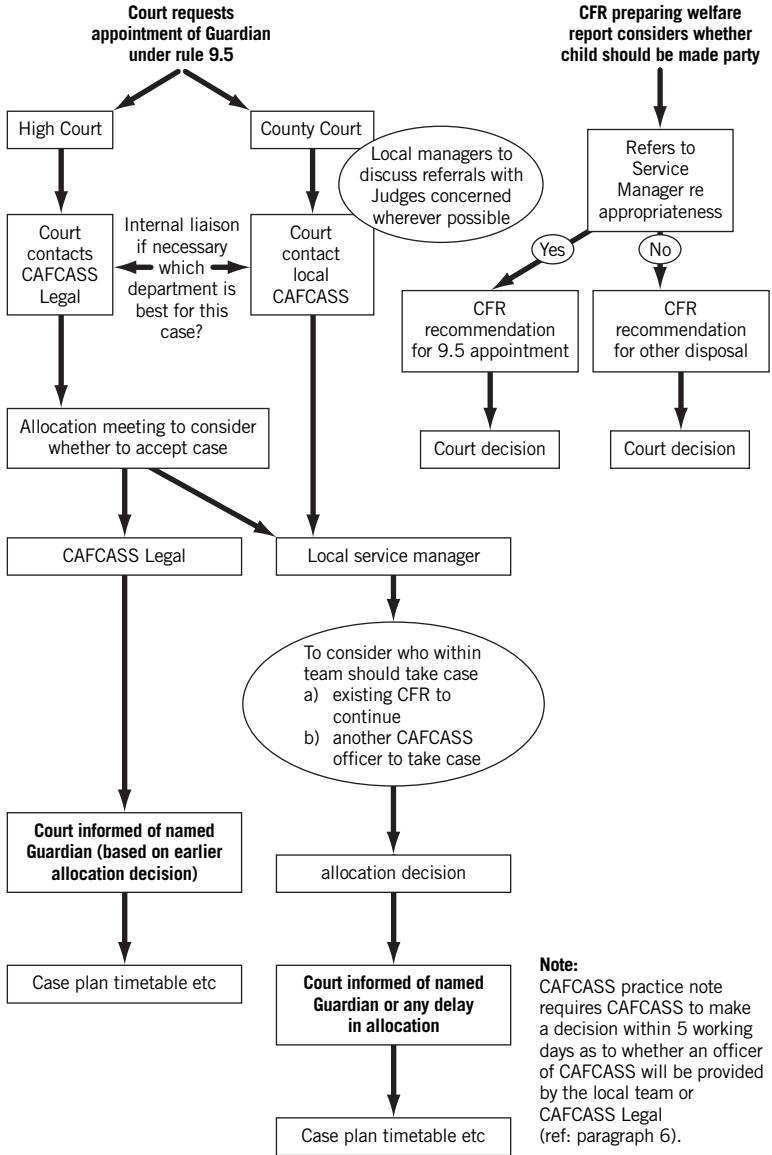 Court requests
appointment of Guardian
under rule 9.5
CFR preparing welfare
report considers whether
child should be made party
High Court
County Court
Local managers to
discuss referrals with
Judges concerned
wherever possible
Refers to
Service
Manager re
appropriateness
Court
contacts
CAFCASS
Legal
Internal liaison
if necessary
which
department is
best for this
case?
Court
contact
local
CAFCASS
Yes
No
CFR
recommendation
for 9.5 appointment
CFR
recommendation
for other disposal
Court decision
Court decision
Allocation meeting to consider
whether to accept case
CAFCASS Legal
Local service manager
To consider who within
team should take case
a) existing CFR to
continue
b) another CAFCASS
officer to take case
Court informed of named
Guardian (based on earlier
allocation decision)
allocation decision
Case plan timetable etc
Court informed of named
Guardian or any delay
in allocation
Case plan timetable etc
Note:
CAFCASS practice note
requires CAFCASS to make
a decision within 5 working
days as to whether an officer
of CAFCASS will be provided
by the local team or
CAFCASS Legal
(ref: paragraph 6).